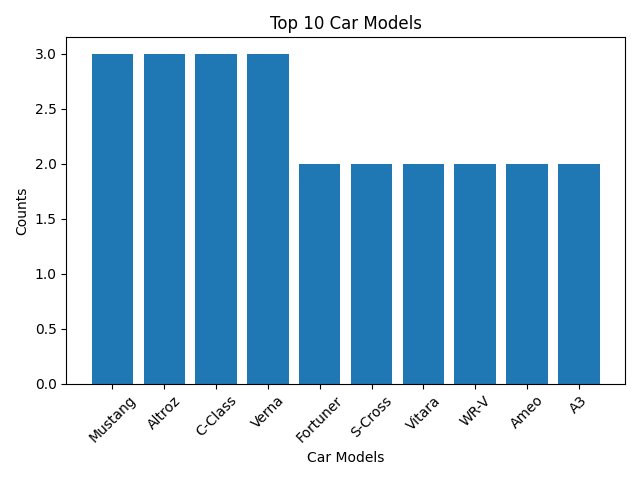 Top 10 Car Models
3.0
2.5
2.0
1.5
1.0
0.5
0.0
Counts
Mustang
Altroz
C-Class
Verna
Fortuner
S-Cross
Vitara
WR-V
Ameo
A3
Car Models